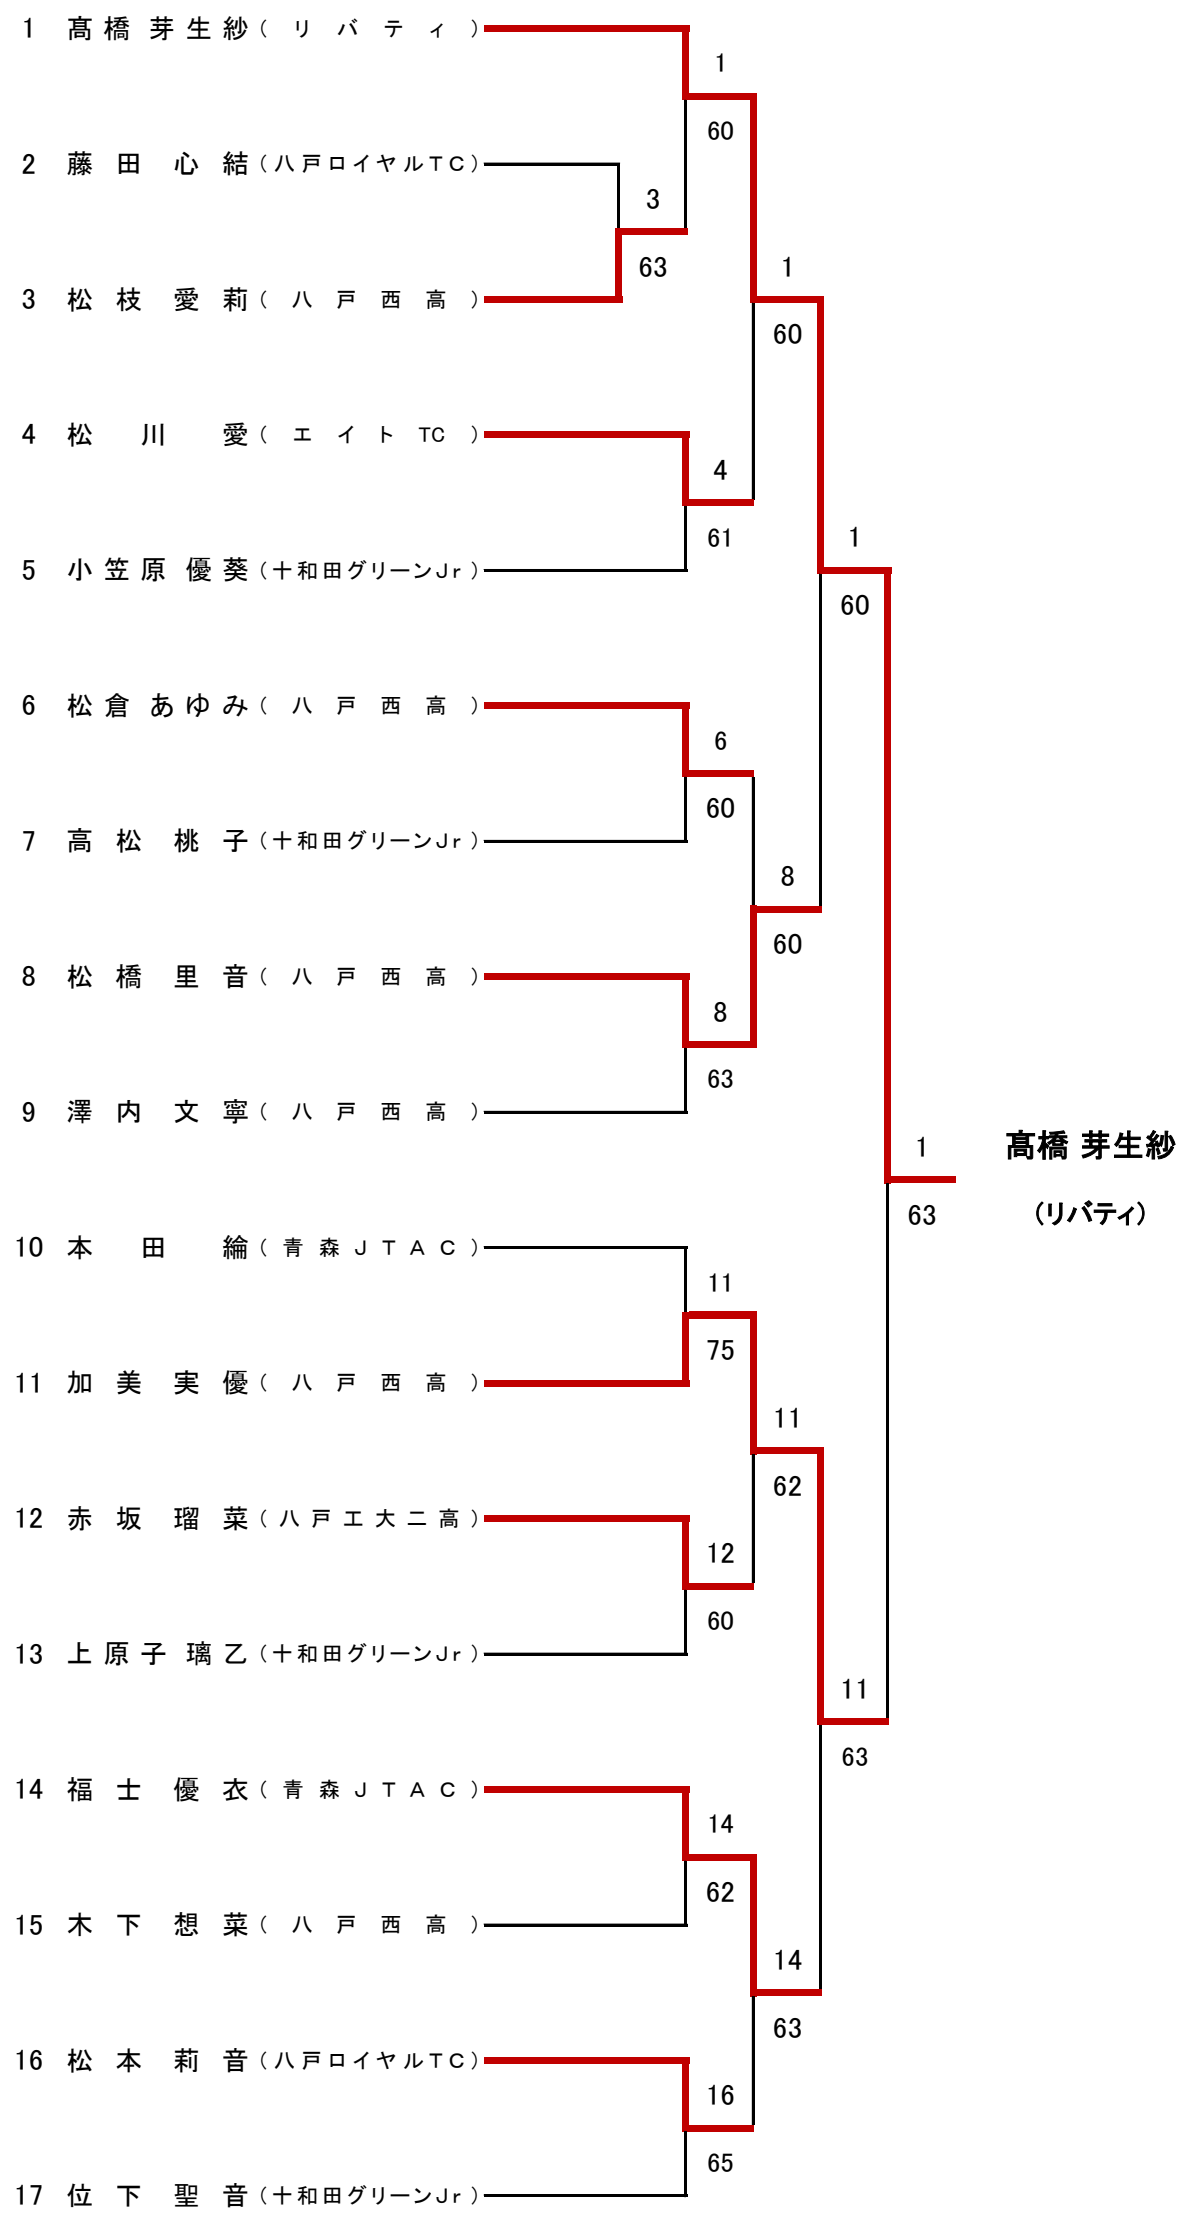 1 髙橋 芽生紗 (リバティ)
1
60
2 藤田 心結 (八戸ロイヤルTC)
3
63
1
60
3 松枝 愛莉 (八戸西高)
4 松川 愛 (エイトTC)
4
61
5 小笠原 優葵 (十和田グリーンJr)
1
60
6 松倉 あゆみ (八戸西高)
6
60
7 高松 桃子 (十和田グリーンJr)
8
60
8 松橋 里音 (八戸西高)
8
63
9 澤内 文寧 (八戸西高)
1 髙橋 芽生紗
63 (リバティ)
10 本田 綸 (青森JTAC)
11
75
11 加美 実優 (八戸西高)
11
62
12 赤坂 瑠菜 (八戸工大二高)
12
60
13 上原子 璃乙 (十和田グリーンJr)
11
63
14 福士 優衣 (青森JTAC)
14
62
15 木下 想菜 (八戸西高)
14
63
16 松本 莉音 (八戸ロイヤルTC)
16
65
17 位下 聖音 (十和田グリーンJr)